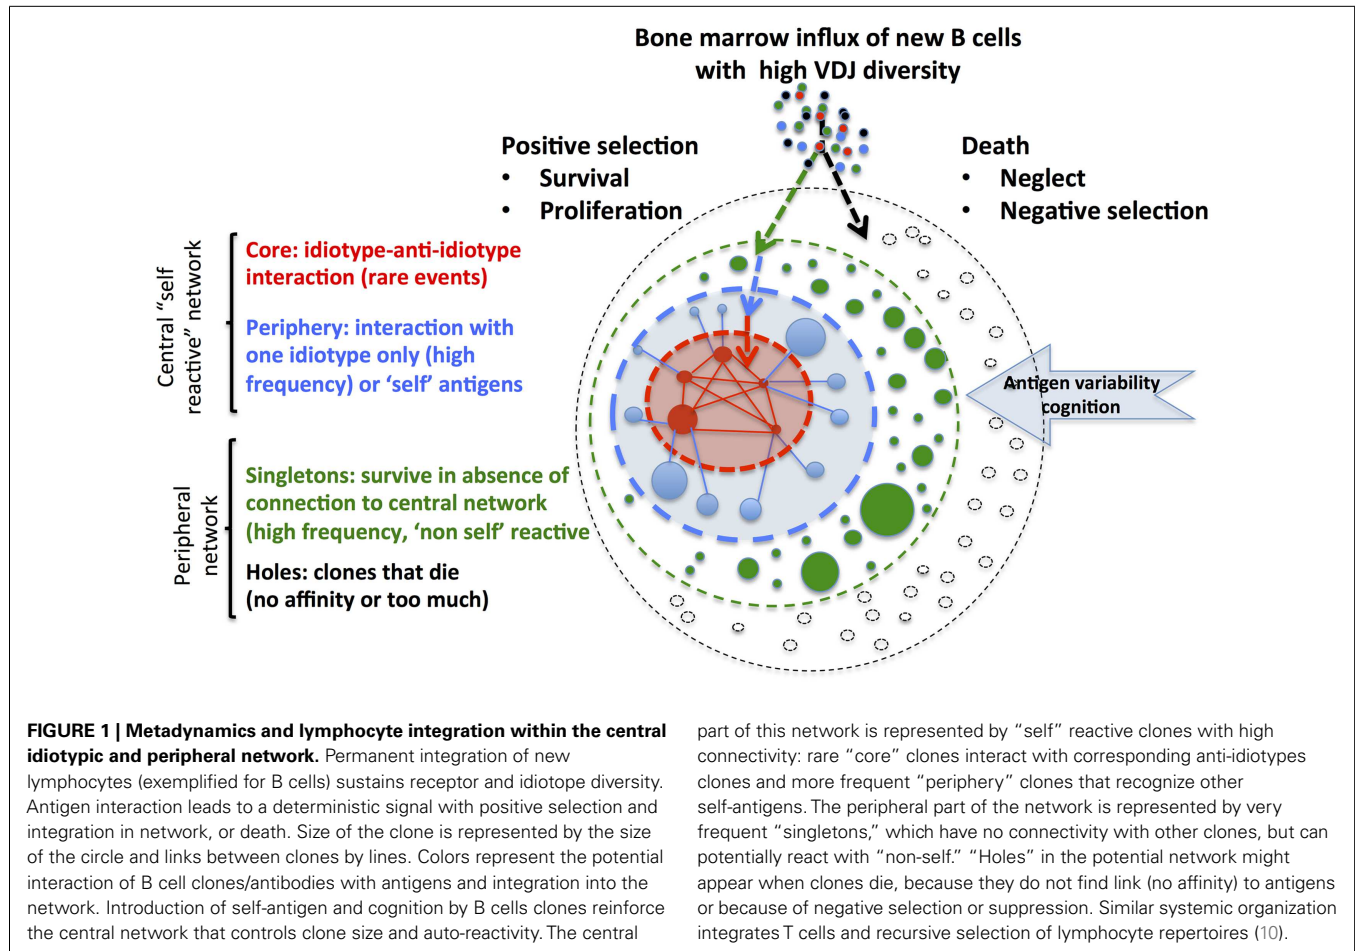 Bone marrow influx of new B cells
with high VDJ diversity
Positive selection
• Survival
• Proliferation
Death
• Neglect
• Negative selection
Central “self
reactive” network
Core: idiotype-anti-idiotype
interaction (rare events)
Periphery: interaction with
one idiotype only (high
frequency) or ‘self’ antigens
Antigen variability
cognition
Peripheral
network
Singletons: survive in absence of
connection to central network
(high frequency, ‘non self’ reactive
Holes: clones that die
(no affinity or too much)
FIGURE 1 | Metadynamics and lymphocyte integration within the central
idiotypic and peripheral network. Permanent integration of new
lymphocytes (exemplified for B cells) sustains receptor and idiotope diversity.
Antigen interaction leads to a deterministic signal with positive selection and
integration in network, or death. Size of the clone is represented by the size
of the circle and links between clones by lines. Colors represent the potential
interaction of B cell clones/antibodies with antigens and integration into the
network. Introduction of self-antigen and cognition by B cells clones reinforce
the central network that controls clone size and auto-reactivity. The central
part of this network is represented by “self” reactive clones with high
connectivity: rare “core” clones interact with corresponding anti-idiotypes
clones and more frequent “periphery” clones that recognize other
self-antigens. The peripheral part of the network is represented by very
frequent “singletons,” which have no connectivity with other clones, but can
potentially react with “non-self.” “Holes” in the potential network might
appear when clones die, because they do not find link (no affinity) to antigens
or because of negative selection or suppression. Similar systemic organization
integrates T cells and recursive selection of lymphocyte repertoires (10).